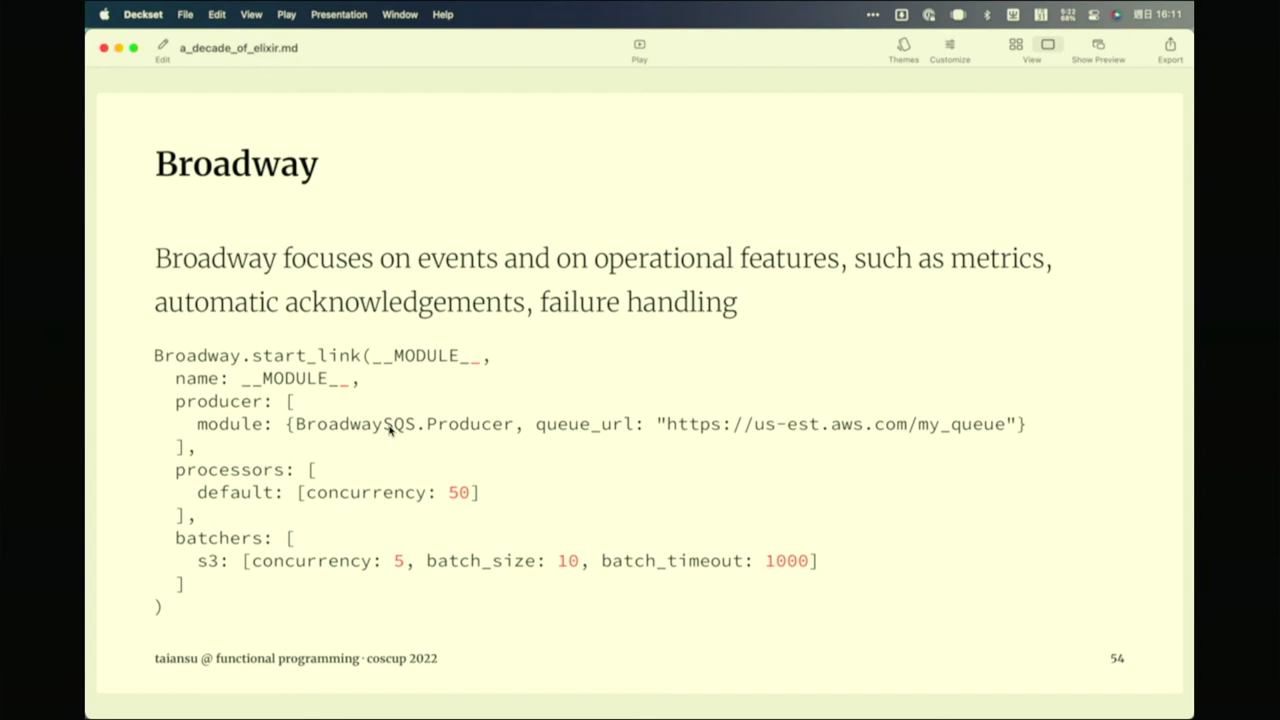 Deckset File Edit View Play Presentation Window Help
週日 16:11
a_decade_of_elixir.md
Edit
Play
Themes Customize View Show Preview Export
Broadway
Broadway focuses on events and on operational features, such as metrics,
automatic acknowledgements, failure handling
Broadway.start_link(__MODULE__,
name: __MODULE__,
producer: [
module: {BroadwaySQS.Producer, queue_url: "https://us-est.aws.com/my_queue"}
],
processors: [
default: [concurrency: 50]
],
batchers: [
s3: [concurrency: 5, batch_size: 10, batch_timeout: 1000]
]
)
taiansu @ functional programming · coscup 2022
54